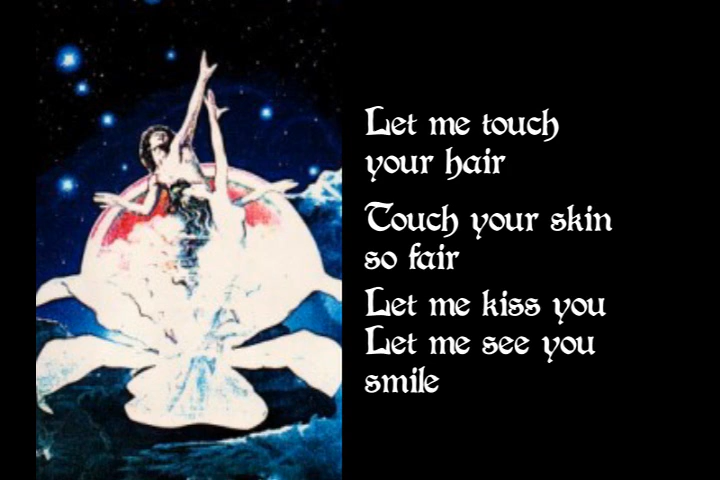 Let me touch
your hair
Touch your skin
so fair
Let me kiss you
Let me see you
smile